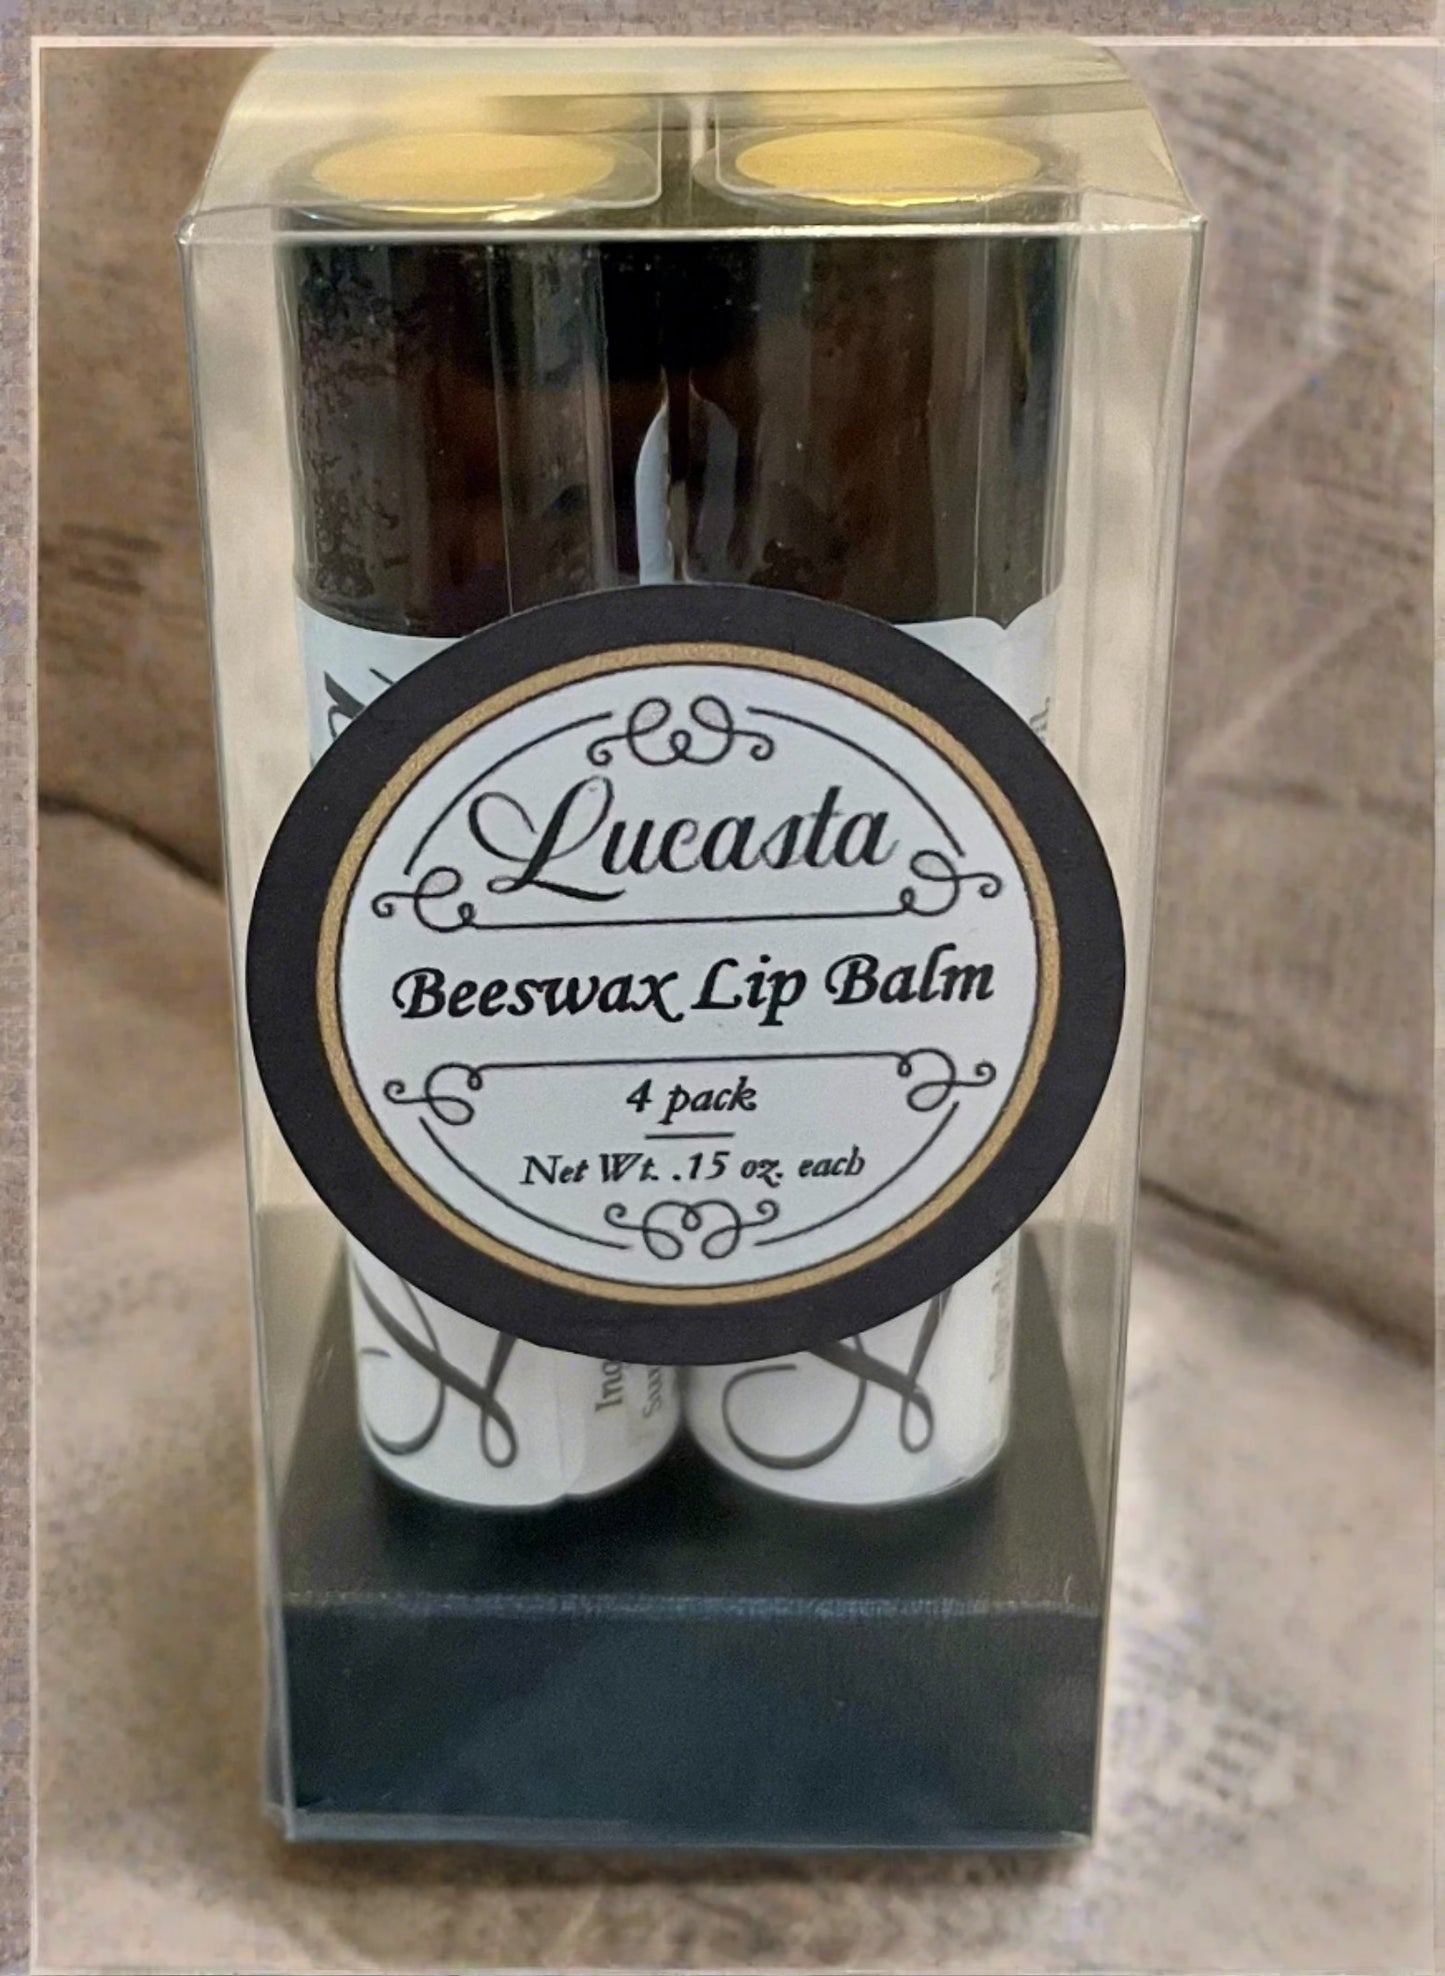 Lucasta
Beeswax Lip Balm
4 pack
Net Wt. .15 oz. each